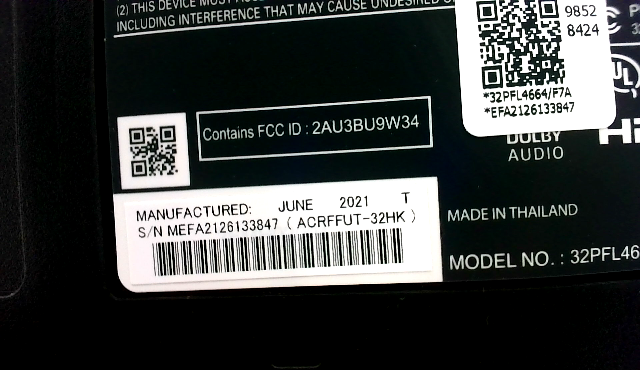 (2) THIS DEVICE MUST
INCLUDING INTERFERENCE THAT MAY CAUSE UNDESIRED
9852
8424
*32PFL4664/F7A
*EFA2126133847
UL
Contains FCC ID : 2AU3BU9W34
DOLBY
AUDIO
MANUFACTURED: JUNE 2021 T
S/N MEFA2126133847 ( ACRFFUT-32HK )
MADE IN THAILAND
MODEL NO. : 32PFL46